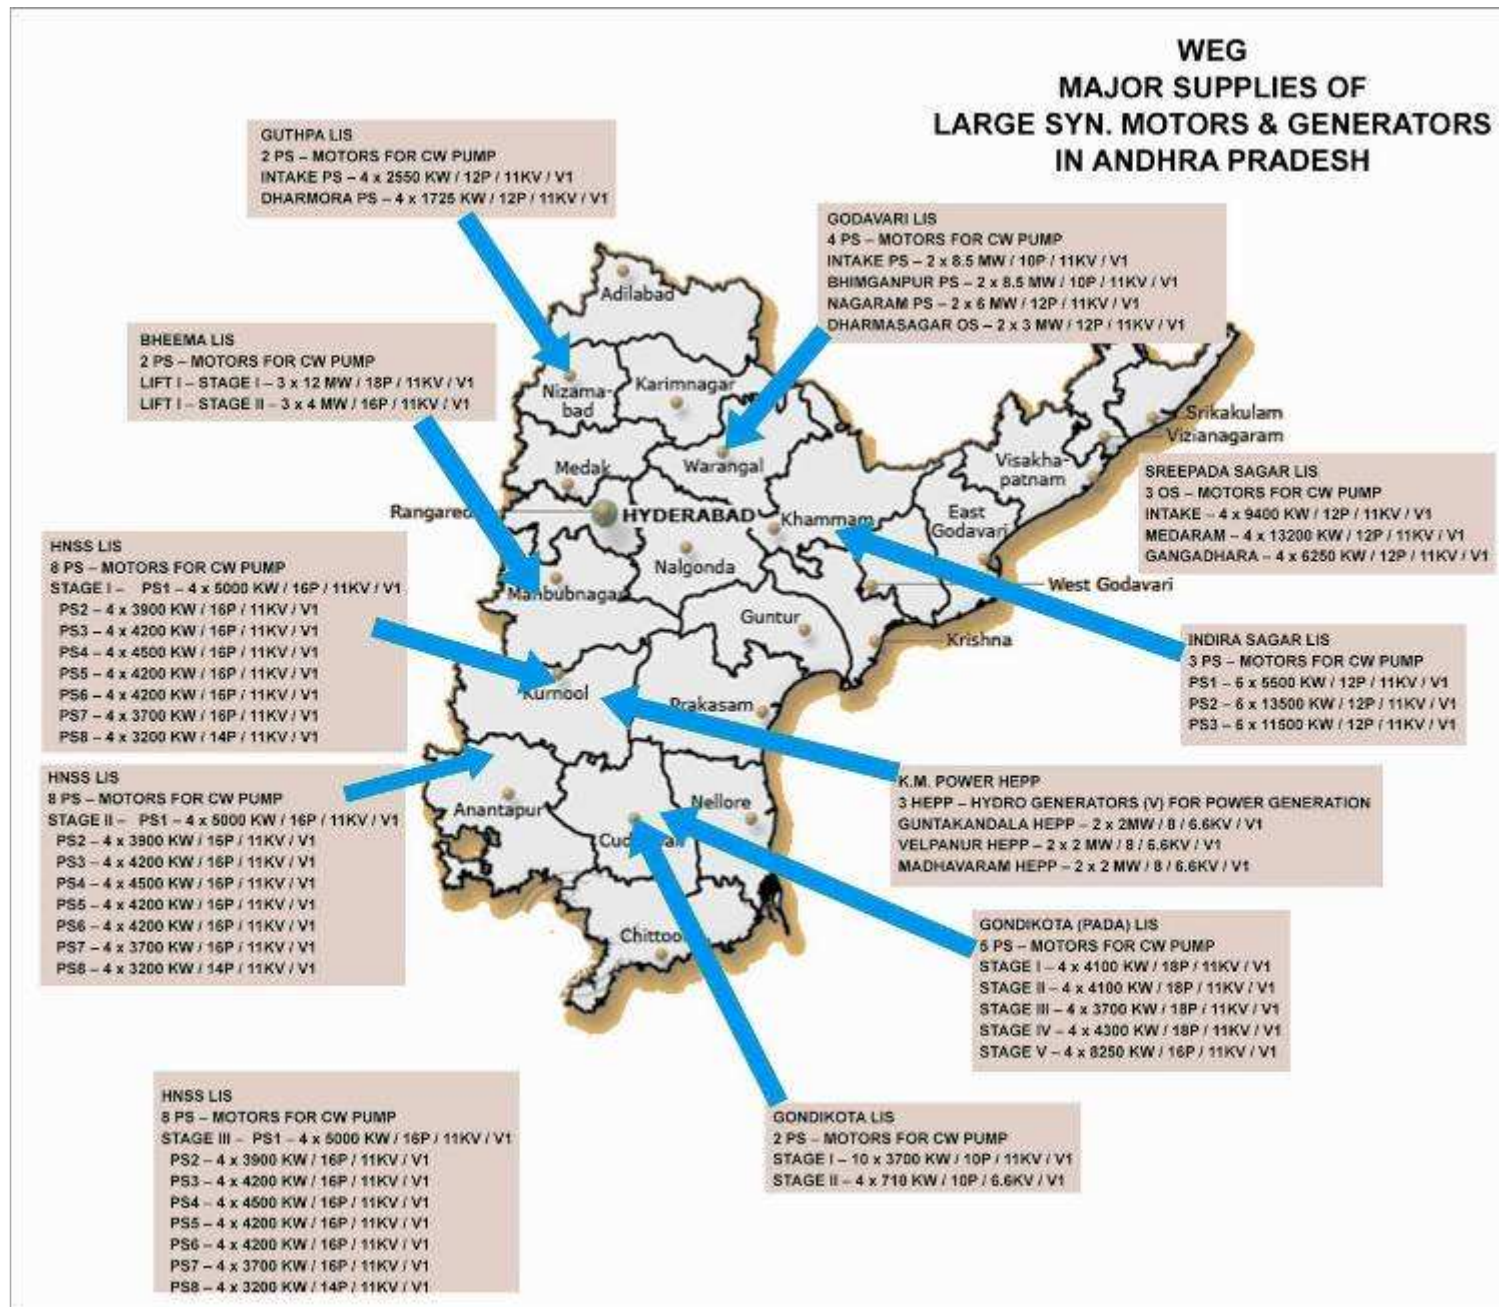 WEG
MAJOR SUPPLIES OF
LARGE SYN. MOTORS & GENERATORS
IN ANDHRA PRADESH
GUTHPA LIS
2 PS – MOTORS FOR CW PUMP
INTAKE PS – 4 x 2550 KW / 12P / 11KV / V1
DHARMORA PS – 4 x 1725 KW / 12P / 11KV / V1
GODAVARI LIS
4 PS – MOTORS FOR CW PUMP
INTAKE PS – 2 x 8.5 MW / 10P / 11KV / V1
BHIMGANPUR PS – 2 x 8.5 MW / 10P / 11KV / V1
NAGARAM PS – 2 x 6 MW / 12P / 11KV / V1
DHARMASAGAR OS – 2 x 3 MW / 12P / 11KV / V1
BHEEMA LIS
2 PS – MOTORS FOR CW PUMP
LIFT I – STAGE I – 3 x 12 MW / 18P / 11KV / V1
LIFT I – STAGE II – 3 x 4 MW / 16P / 11KV / V1
Adilabad
Nizama-
bad
Karimnagar
Medak
Warangal
Rangared
HYDERABAD
Khammam
Nalgonda
Mahbubnagar
Srikakulam
Vizianagaram
Visakha-
patnam
East
Godavari
West Godavari
Krishna
Guntur
Kurnool
Prakasam
Anantapur
Nellore
Chittoor
SREEPADA SAGAR LIS
3 OS – MOTORS FOR CW PUMP
INTAKE – 4 x 9400 KW / 12P / 11KV / V1
MEDARAM – 4 x 13200 KW / 12P / 11KV / V1
GANGADHARA – 4 x 6250 KW / 12P / 11KV / V1
HNSS LIS
8 PS – MOTORS FOR CW PUMP
STAGE I – PS1 – 4 x 5000 KW / 16P / 11KV / V1
PS2 – 4 x 3900 KW / 16P / 11KV / V1
PS3 – 4 x 4200 KW / 16P / 11KV / V1
PS4 – 4 x 4500 KW / 16P / 11KV / V1
PS5 – 4 x 4200 KW / 16P / 11KV / V1
PS6 – 4 x 4200 KW / 16P / 11KV / V1
PS7 – 4 x 3700 KW / 16P / 11KV / V1
PS8 – 4 x 3200 KW / 14P / 11KV / V1
INDIRA SAGAR LIS
3 PS – MOTORS FOR CW PUMP
PS1 – 6 x 5500 KW / 12P / 11KV / V1
PS2 – 6 x 13500 KW / 12P / 11KV / V1
PS3 – 6 x 11500 KW / 12P / 11KV / V1
HNSS LIS
8 PS – MOTORS FOR CW PUMP
STAGE II – PS1 – 4 x 5000 KW / 16P / 11KV / V1
PS2 – 4 x 3900 KW / 16P / 11KV / V1
PS3 – 4 x 4200 KW / 16P / 11KV / V1
PS4 – 4 x 4500 KW / 16P / 11KV / V1
PS5 – 4 x 4200 KW / 16P / 11KV / V1
PS6 – 4 x 4200 KW / 16P / 11KV / V1
PS7 – 4 x 3700 KW / 16P / 11KV / V1
PS8 – 4 x 3200 KW / 14P / 11KV / V1
K.M. POWER HEPP
3 HEPP – HYDRO GENERATORS (V) FOR POWER GENERATION
GUNTAKANDALA HEPP – 2 x 2MW / 8 / 6.6KV / V1
VELPANUR HEPP – 2 x 2 MW / 8 / 6.6KV / V1
MADHAVARAM HEPP – 2 x 2 MW / 8 / 6.6KV / V1
GONDIKOTA (PADA) LIS
5 PS – MOTORS FOR CW PUMP
STAGE I – 4 x 4100 KW / 18P / 11KV / V1
STAGE II – 4 x 4100 KW / 18P / 11KV / V1
STAGE III – 4 x 3700 KW / 18P / 11KV / V1
STAGE IV – 4 x 4300 KW / 18P / 11KV / V1
STAGE V – 4 x 8250 KW / 16P / 11KV / V1
GONDIKOTA LIS
2 PS – MOTORS FOR CW PUMP
STAGE I – 10 x 3700 KW / 10P / 11KV / V1
STAGE II – 4 x 710 KW / 10P / 6.6KV / V1
HNSS LIS
8 PS – MOTORS FOR CW PUMP
STAGE III – PS1 – 4 x 5000 KW / 16P / 11KV / V1
PS2 – 4 x 3900 KW / 16P / 11KV / V1
PS3 – 4 x 4200 KW / 16P / 11KV / V1
PS4 – 4 x 4500 KW / 16P / 11KV / V1
PS5 – 4 x 4200 KW / 16P / 11KV / V1
PS6 – 4 x 4200 KW / 16P / 11KV / V1
PS7 – 4 x 3700 KW / 16P / 11KV / V1
PS8 – 4 x 3200 KW / 14P / 11KV / V1